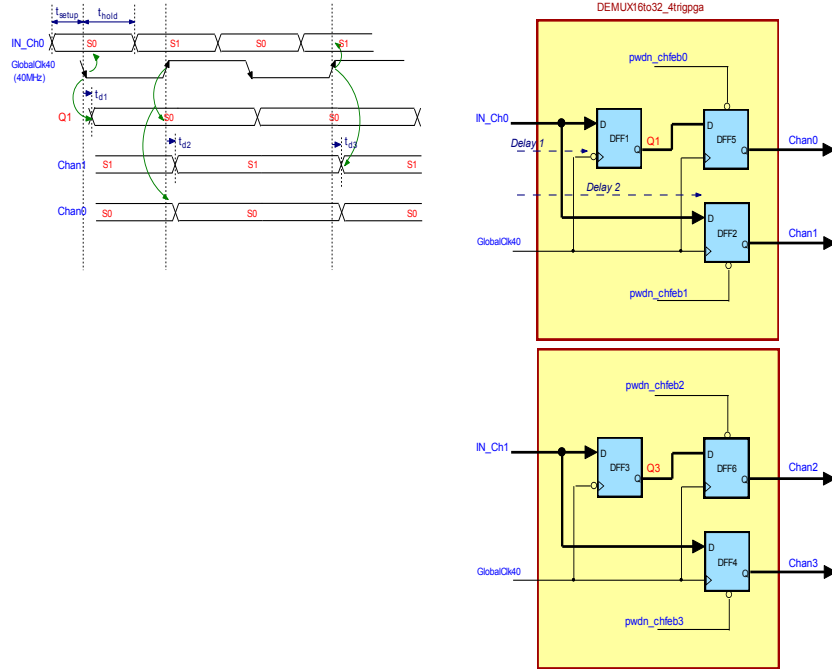 DEMUX16to32_4trigpga
tsetup thold
IN_Ch0 S0 S1 S0 S1
GlobalClk40
(40MHz)
td1
Q1 S0 S0
td2 td3
Chan1 S1 S1 S1
Chan0 S0 S0 S0
pwdn_chfeb0
IN_Ch0
D DFF1 Q
Q1
D DFF5 Q
Chan0
Delay 1
Delay 2
D DFF2 Q
Chan1
GlobalClk40
pwdn_chfeb1
pwdn_chfeb2
IN_Ch1
D DFF3 Q
Q3
D DFF6 Q
Chan2
D DFF4 Q
Chan3
GlobalClk40
pwdn_chfeb3